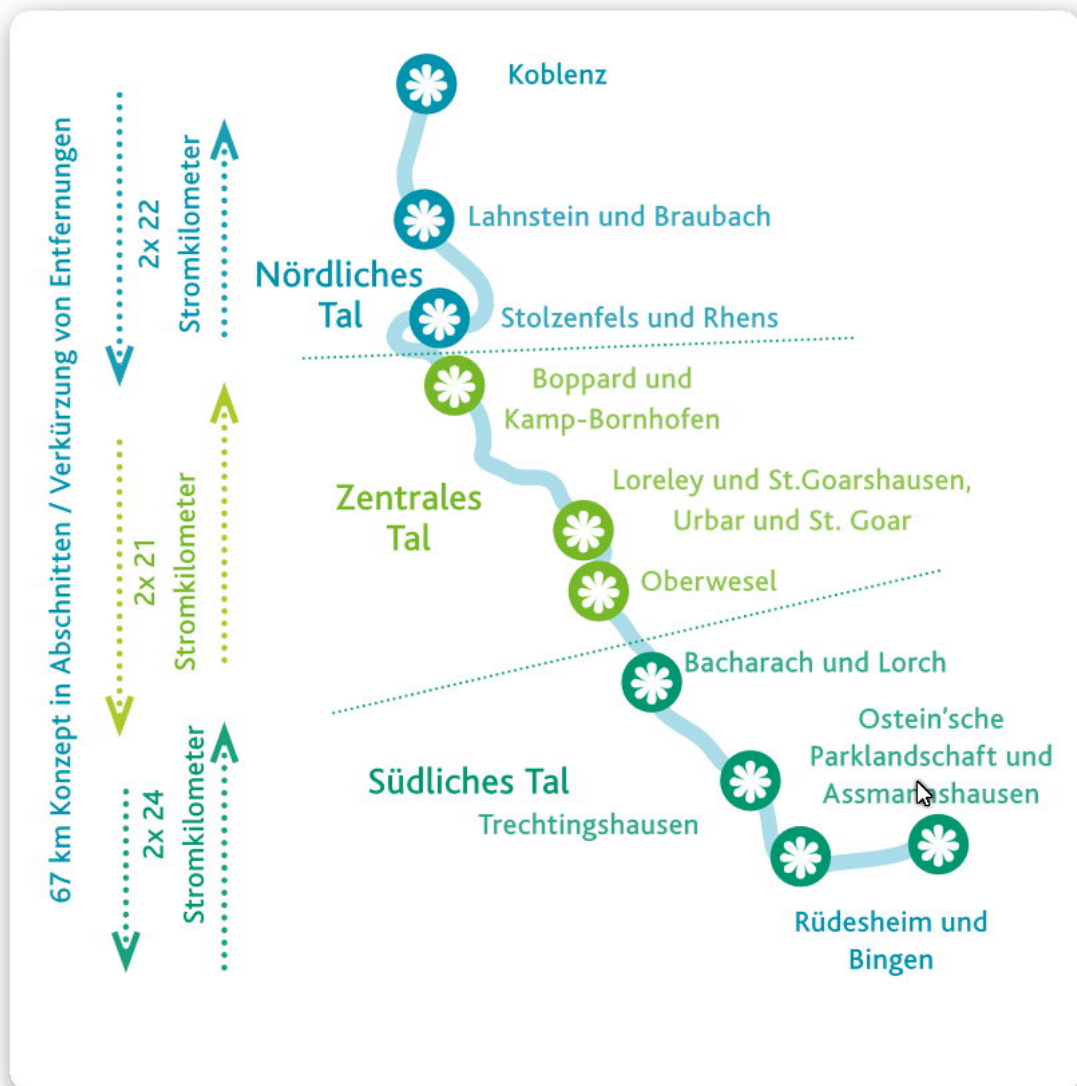 67 km Konzept in Abschnitten / Verkürzung von Entfernungen
2x 22
Stromkilometer
2x 21
Stromkilometer
2x 24
Stromkilometer
Koblenz
Lahnstein und Braubach
Nördliches
Tal
Stolzenfels und Rhens
Boppard und
Kamp-Bornhofen
Zentrales
Tal
Loreley und St.Goarshausen,
Urbar und St. Goar
Oberwesel
Bacharach und Lorch
Ostein'sche
Parklandschaft und
Assmannshausen
Südliches Tal
Trechtingshausen
Rüdesheim und
Bingen